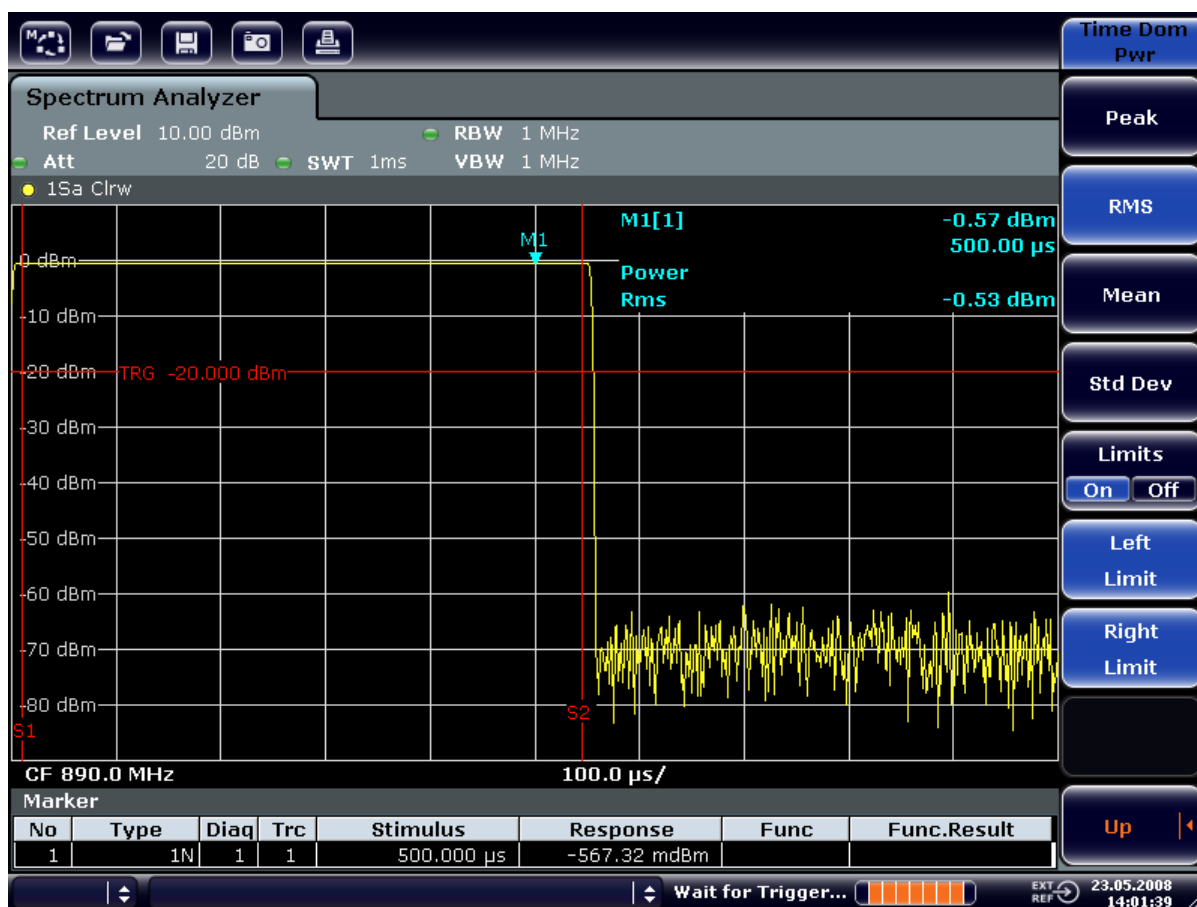 Time Dom
Pwr
Spectrum Analyzer
Ref Level 10.00 dBm RBW 1 MHz
Att 20 dB SWT 1ms VBW 1 MHz
1Sa Clrw
M1[1] -0.57 dBm
500.00 µs
Power
Rms -0.53 dBm
M1
0 dBm
-10 dBm
-20 dBm TRG -20.000 dBm
-30 dBm
-40 dBm
-50 dBm
-60 dBm
-70 dBm
-80 dBm
S1
S2
CF 890.0 MHz 100.0 µs/
Marker
No Type Diag Trc Stimulus Response Func Func.Result
1 1N 1 1 500.000 µs -567.32 mdBm
Peak
RMS
Mean
Std Dev
Limits
On Off
Left
Limit
Right
Limit
Up
Wait for Trigger...
EXT
REF
23.05.2008
14:01:39